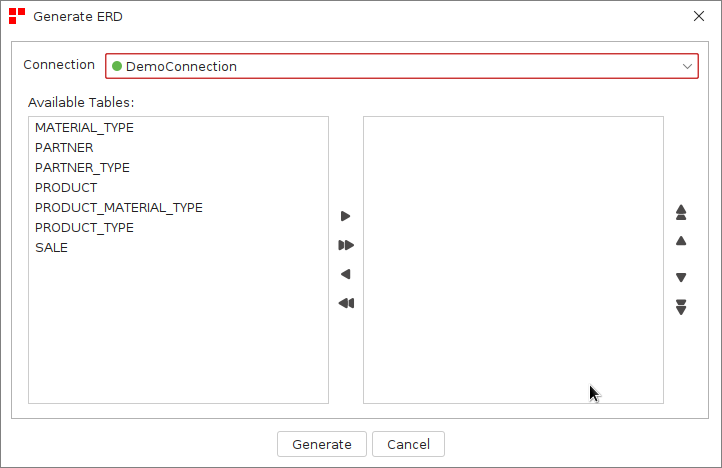 Generate ERD
Connection
DemoConnection
Available Tables:
MATERIAL_TYPE
PARTNER
PARTNER_TYPE
PRODUCT
PRODUCT_MATERIAL_TYPE
PRODUCT_TYPE
SALE
Generate
Cancel